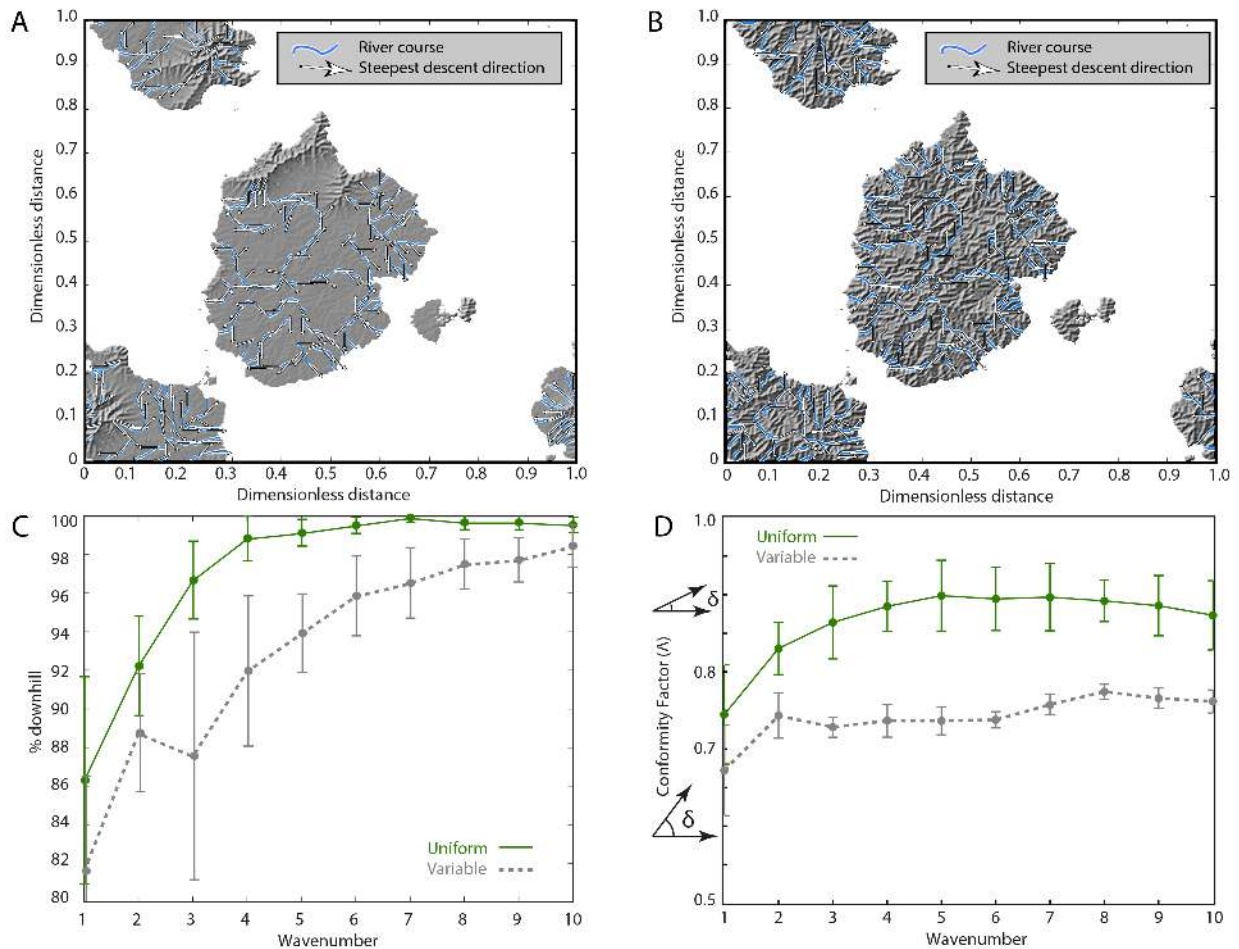 A
River course
Steepest descent direction
1.0
0.9
0.8
0.7
0.6
0.5
0.4
0.3
0.2
0.1
0
Dimensionless distance
0 0.1 0.2 0.3 0.4 0.5 0.6 0.7 0.8 0.9 1.0
Dimensionless distance
B
River course
Steepest descent direction
1.0
0.9
0.8
0.7
0.6
0.5
0.4
0.3
0.2
0.1
0
Dimensionless distance
0 0.1 0.2 0.3 0.4 0.5 0.6 0.7 0.8 0.9 1.0
Dimensionless distance
C
100
98
96
94
92
90
88
86
84
82
80
% downhill
Uniform
Variable
1 2 3 4 5 6 7 8 9 10
Wavenumber
D
1.0
0.8
0.7
0.5
Conformity Factor (Λ)
δ
δ
Uniform
Variable
1 2 3 4 5 6 7 8 9 10
Wavenumber